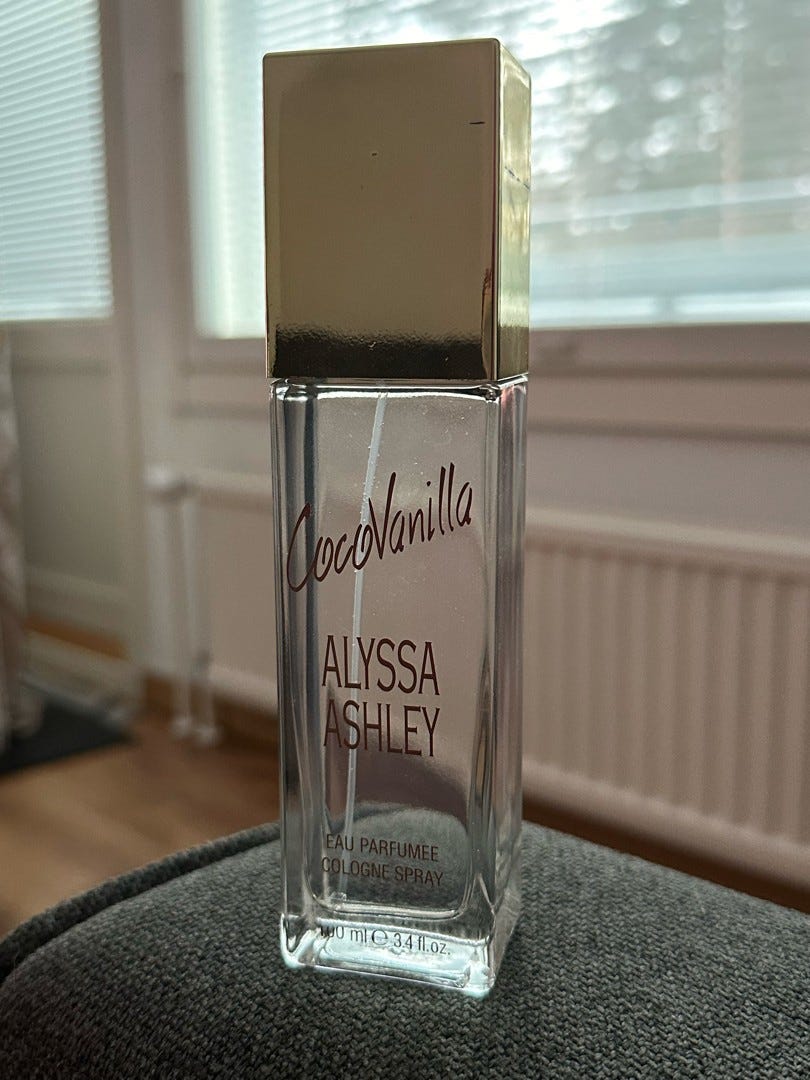 CocoVanilla
ALYSSA
ASHLEY
EAU PARFUMEE
COLOGNE SPRAY
100 ml ℮ 3.4 fl.oz.